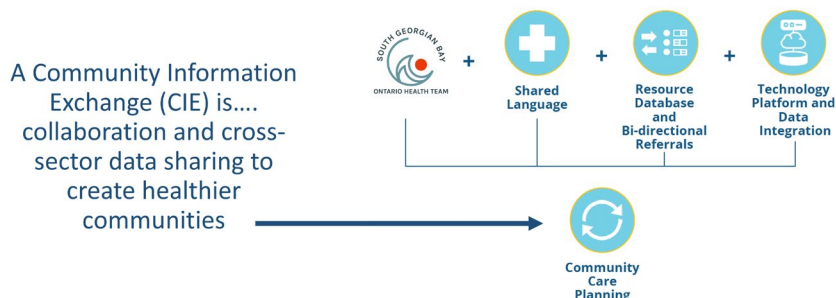 A Community Information
Exchange (CIE) is....
collaboration and cross-
sector data sharing to
create healthier
communities
SOUTH GEORGIAN BAY
ONTARIO HEALTH TEAM
+
Shared
Language
+
Resource
Database
and
Bi-directional
Referrals
+
Technology
Platform and
Data
Integration
Community
Care
Planning